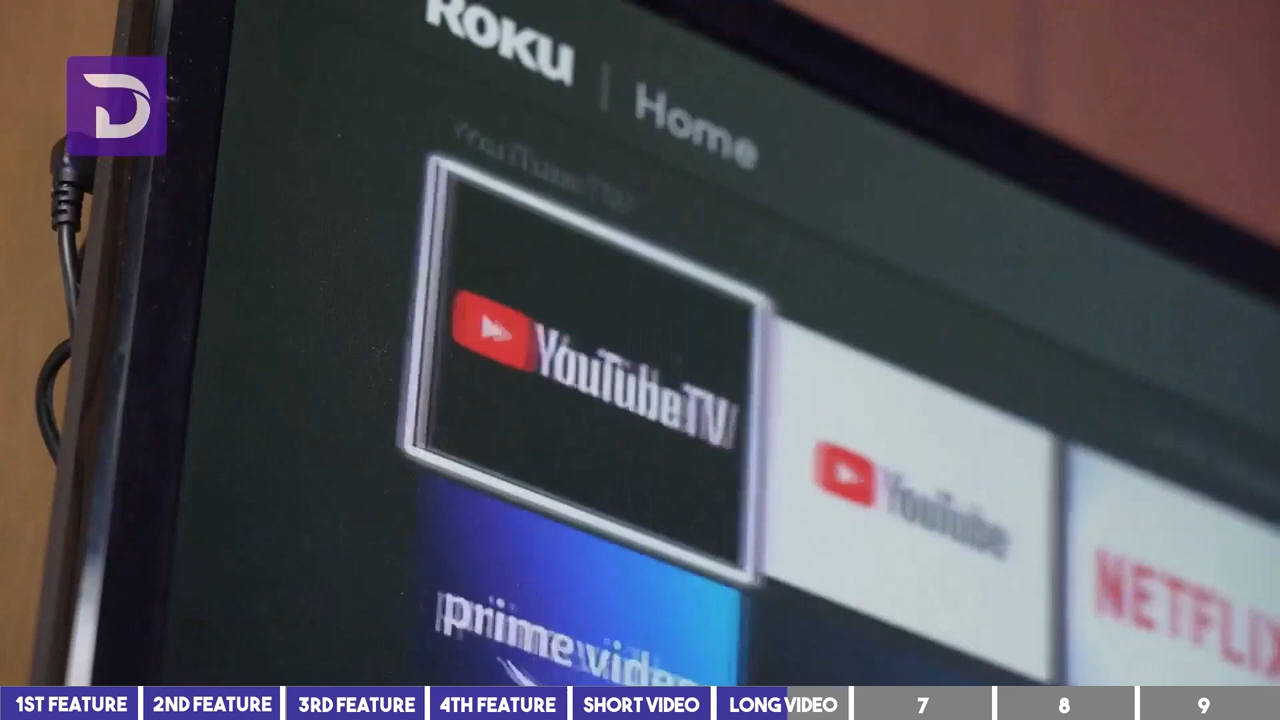 Roku | Home
YouTubeTV
YouTubeTV
YouTube
NETFLIX
prime video
1ST FEATURE
2ND FEATURE
3RD FEATURE
4TH FEATURE
SHORT VIDEO
LONG VIDEO
7
8
9